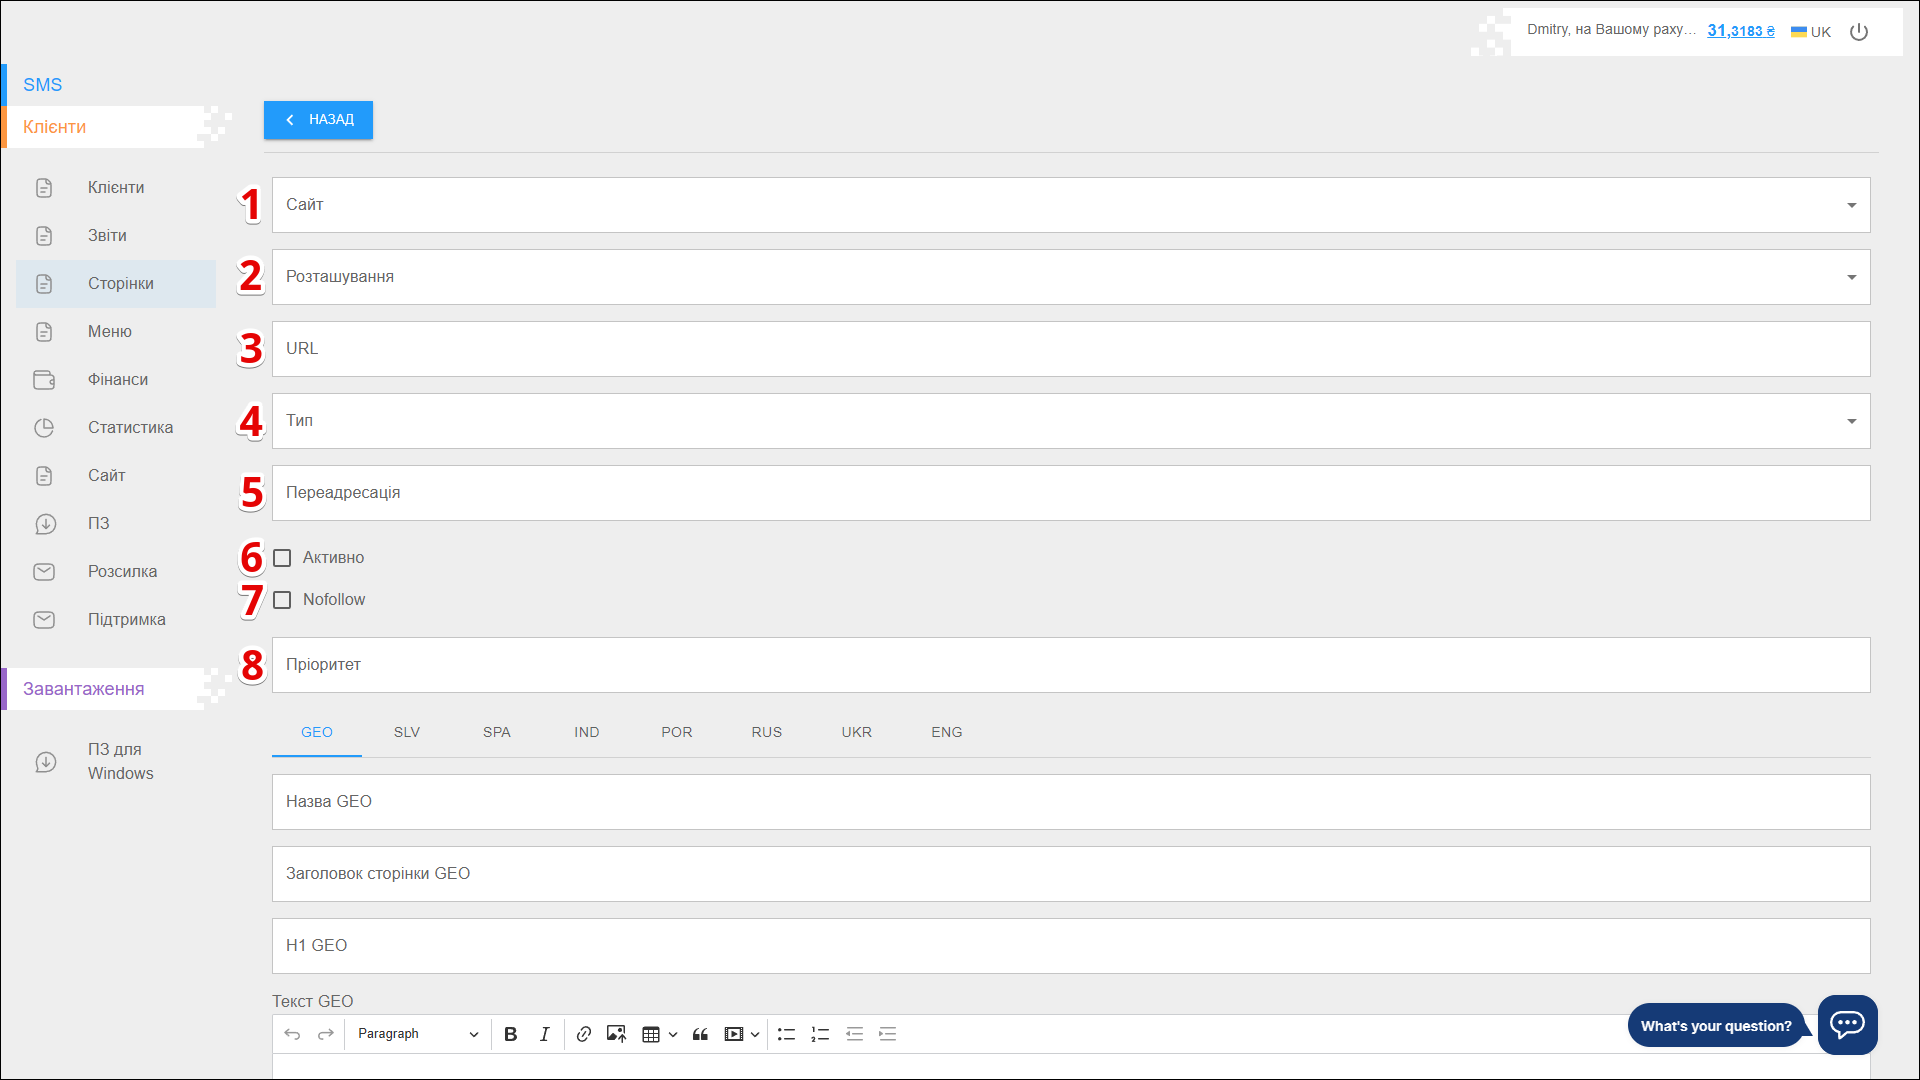 Dmitry, на Вашому раху...
31,3183 ₴
UK
SMS
Клієнти
НАЗАД
Клієнти
Звіти
Сторінки
Меню
Фінанси
Статистика
Сайт
ПЗ
Розсилка
Підтримка
Завантаження
ПЗ для
Windows
1 Сайт
2 Розташування
3 URL
4 Тип
5 Переадресація
6 Активно
7 Nofollow
8 Пріоритет
GEO SLV SPA IND POR RUS UKR ENG
Назва GEO
Заголовок сторінки GEO
H1 GEO
Текст GEO
Paragraph B I
What's your question?